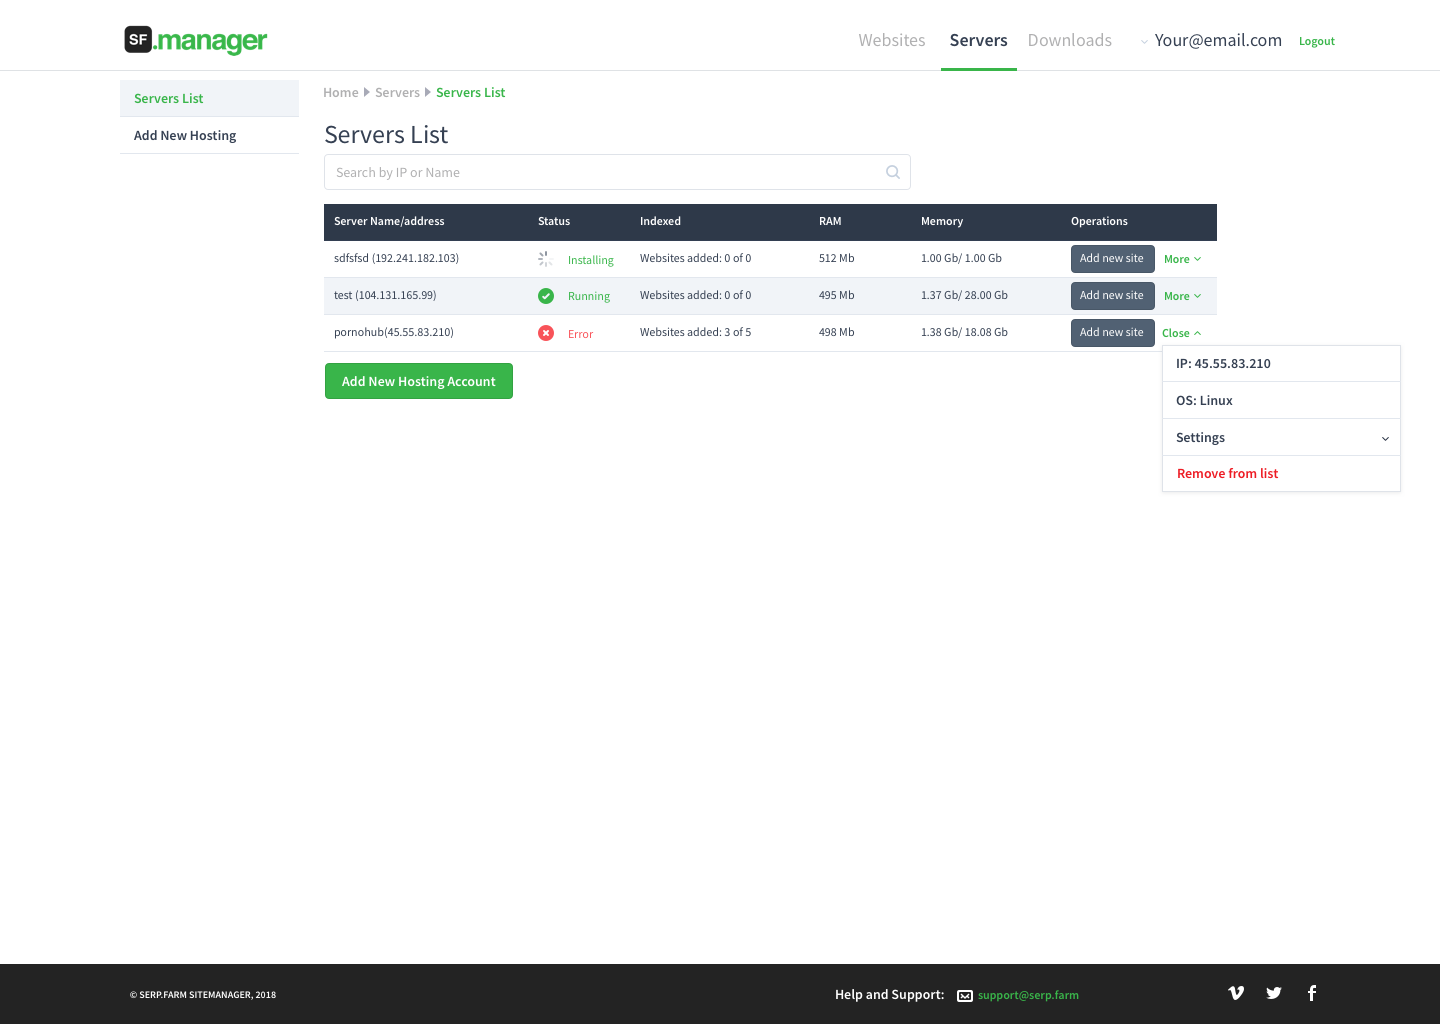 SF.manager
Websites Servers Downloads Your@email.com Logout
Servers List
Add New Hosting
Home Servers Servers List
Servers List
Search by IP or Name
Server Name/address Status Indexed RAM Memory Operations
sdfsfsd (192.241.182.103) Installing Websites added: 0 of 0 512 Mb 1.00 Gb/ 1.00 Gb Add new site More
test (104.131.165.99) Running Websites added: 0 of 0 495 Mb 1.37 Gb/ 28.00 Gb Add new site More
pornohub(45.55.83.210) Error Websites added: 3 of 5 498 Mb 1.38 Gb/ 18.08 Gb Add new site Close
Add New Hosting Account
IP: 45.55.83.210
OS: Linux
Settings
Remove from list
© SERP.FARM SITEMANAGER, 2018
Help and Support: support@serp.farm